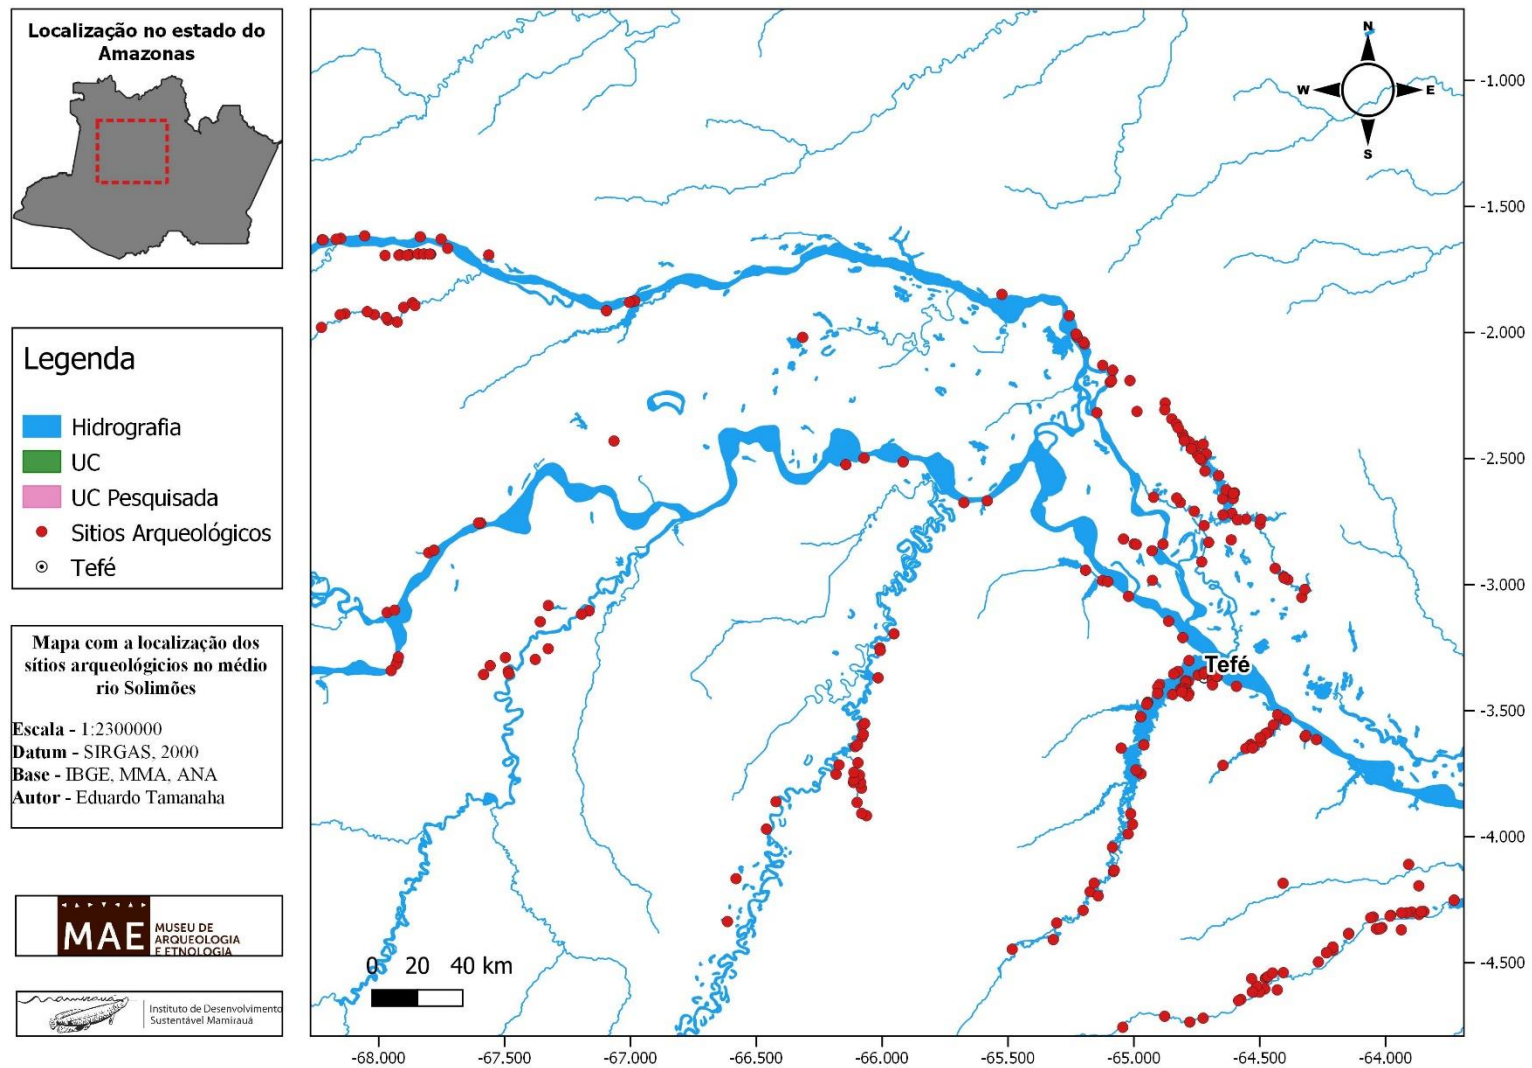 Localização no estado do
Amazonas
Legenda
Hidrografia
UC
UC Pesquisada
Sitios Arqueológicos
Tefé
Mapa com a localização dos
sítios arqueológicios no médio
rio Solimões
Escala - 1:2300000
Datum - SIRGAS, 2000
Base - IBGE, MMA, ANA
Autor - Eduardo Tamanaha
MAE
MUSEU DE
ARQUEOLOGIA
E ETNOLOGIA
mamirauá
Instituto de Desenvolvimento
Sustentável Mamirauá
N
W E
S
Tefé
0 20 40 km
-1.000
-1.500
-2.000
-2.500
-3.000
-3.500
-4.000
-4.500
-68.000 -67.500 -67.000 -66.500 -66.000 -65.500 -65.000 -64.500 -64.000